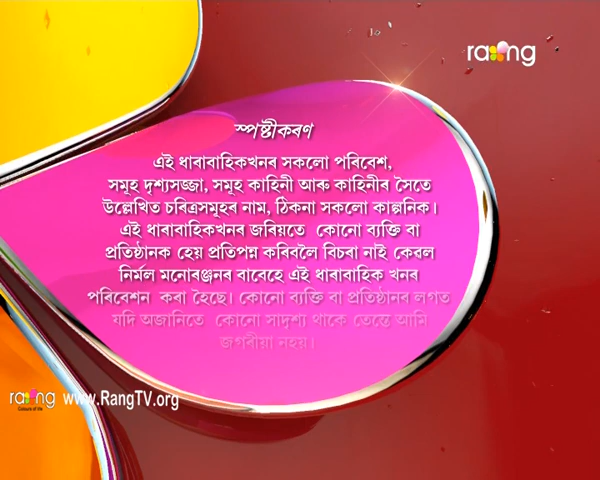 rang
স্পষ্টীকৰণ
এই ধাৰাবাহিকখনৰ সকলো পৰিবেশ,
সমূহ দৃশ্যসজ্জা, সমূহ কাহিনী আৰু কাহিনীৰ সৈতে
উল্লেখিত চৰিত্ৰসমূহৰ নাম, ঠিকনা সকলো কাল্পনিক।
এই ধাৰাবাহিকখনৰ জৰিয়তে কোনো ব্যক্তি বা
প্ৰতিষ্ঠানক হেয় প্ৰতিপন্ন কৰিবলৈ বিচৰা নাই কেৱল
নিৰ্মল মনোৰঞ্জনৰ বাবেহে এই ধাৰাবাহিক খনৰ
পৰিবেশন কৰা হৈছে। কোনো ব্যক্তি বা প্ৰতিষ্ঠানৰ লগত
যদি অজানিতে কোনো সাদৃশ্য থাকে তেন্তে আমি
জগৰীয়া নহয়।
rang www.RangTV.org
Colours of life